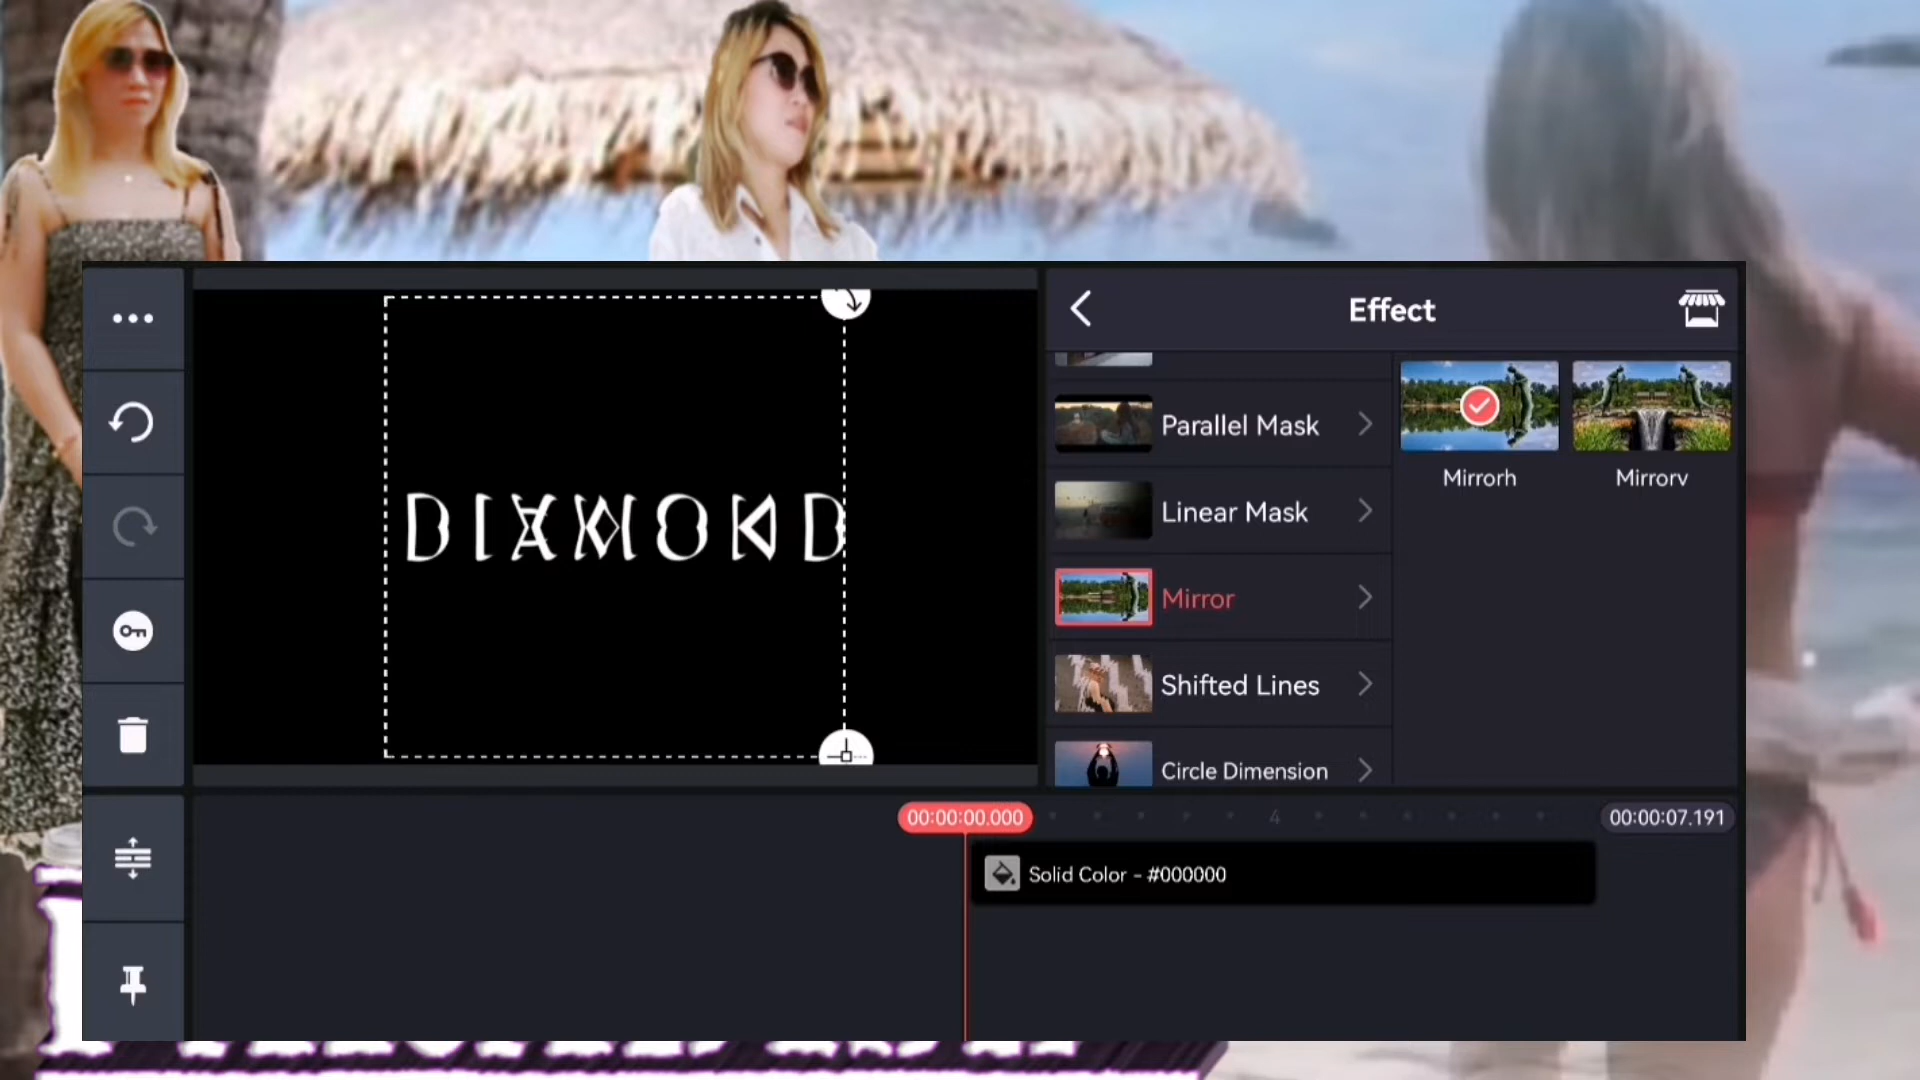 Effect
Parallel Mask
Linear Mask
Mirror
Shifted Lines
Circle Dimension
Mirrorh
Mirrorv
DIAMOND
00:00:00.000
4
00:00:07.191
Solid Color - #000000